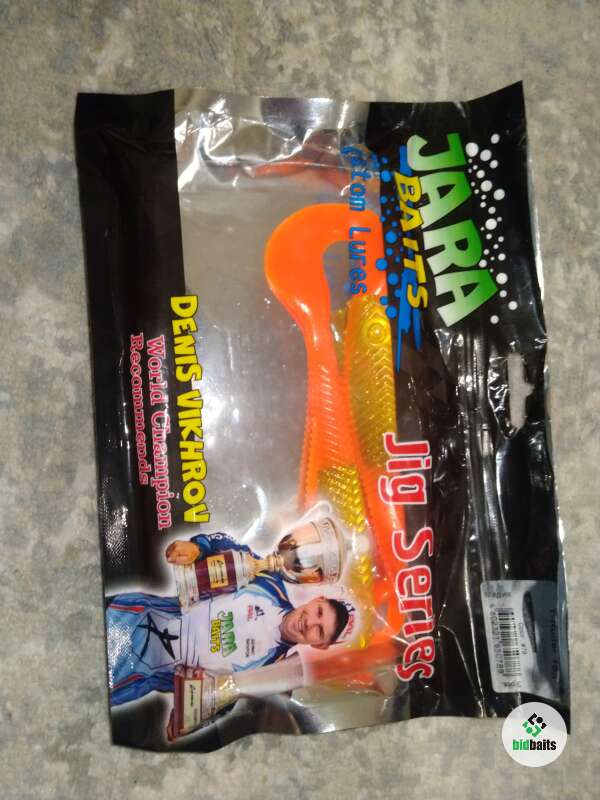 JARA
BAITS
Lures
Jig Series
DENIS VIKHROV
World Champion
Recommends
JARA
BAITS
bidbaits